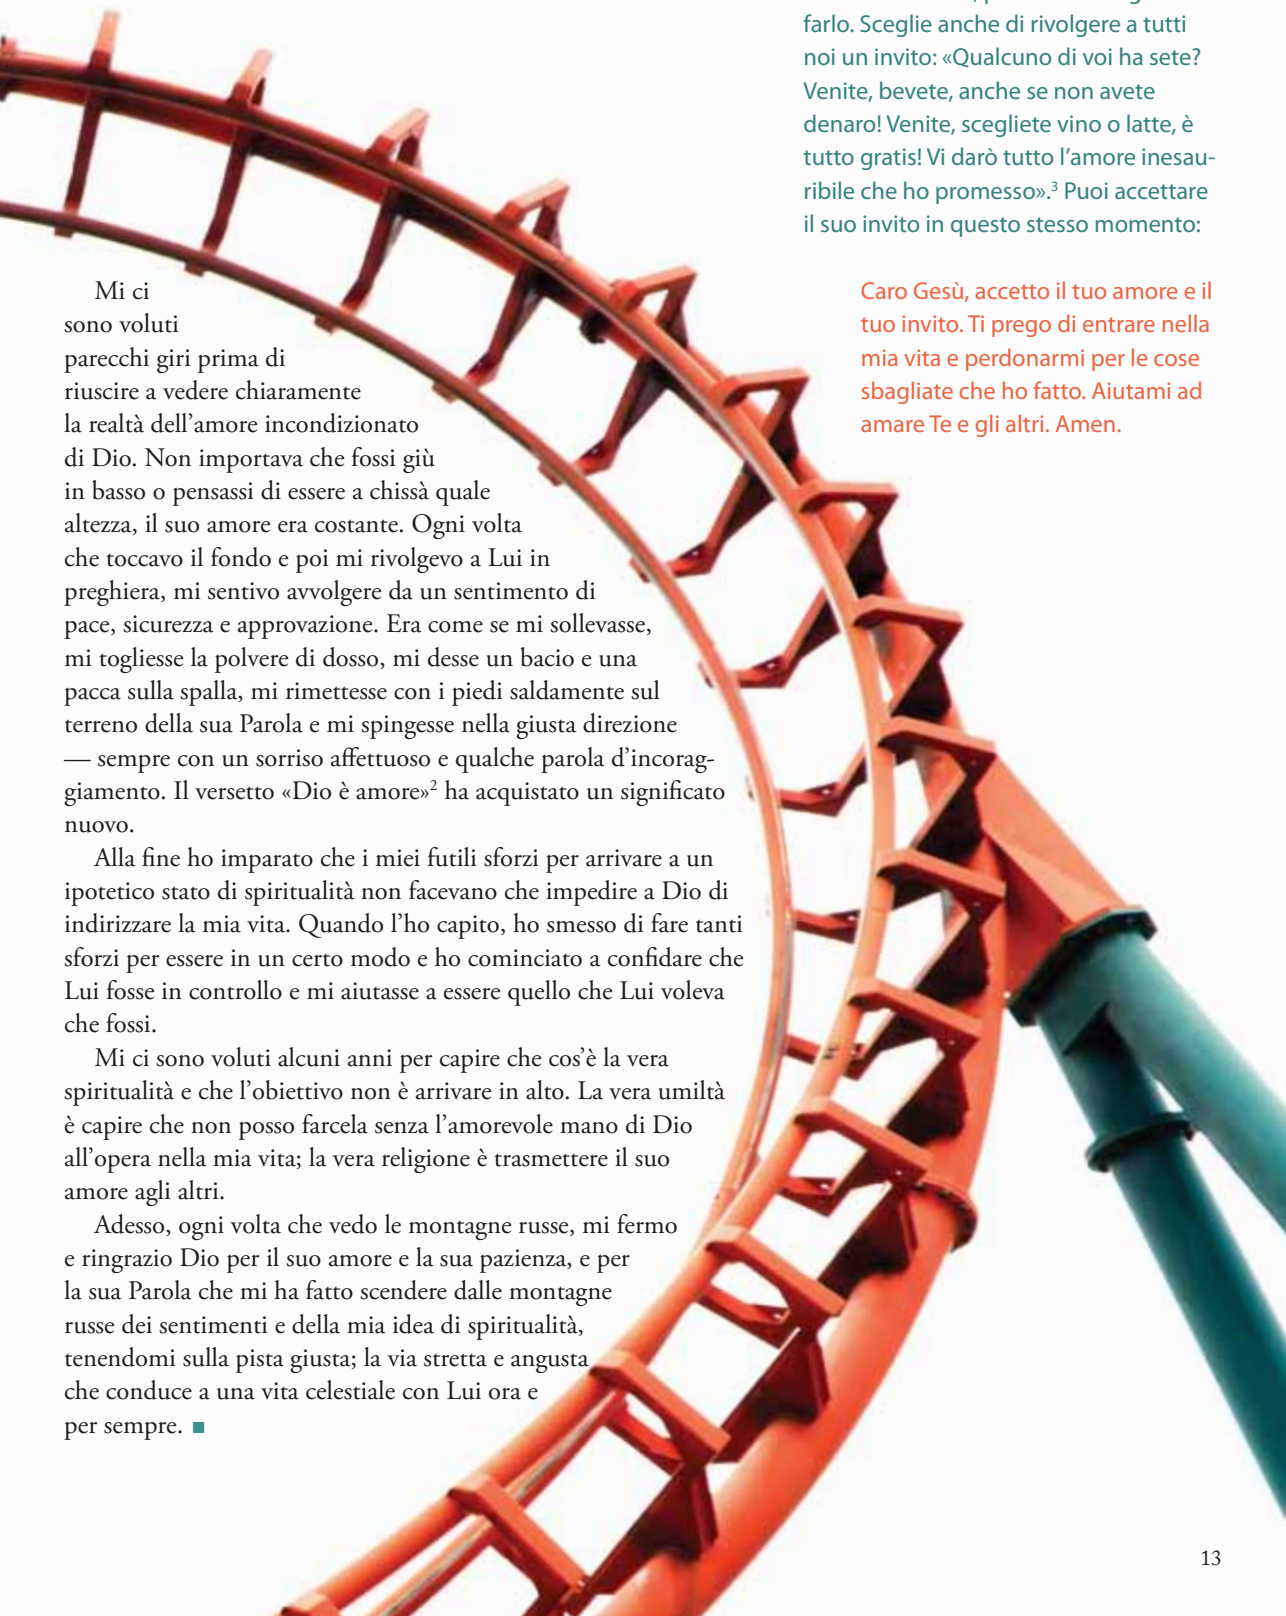 Mi ci
sono voluti
parecchi giri prima di
riuscire a vedere chiaramente
la realtà dell’amore incondizionato
di Dio. Non importava che fossi giù
in basso o pensassi di essere a chissà quale
altezza, il suo amore era costante. Ogni volta
che toccavo il fondo e poi mi rivolgevo a Lui in
preghiera, mi sentivo avvolgere da un sentimento di
pace, sicurezza e approvazione. Era come se mi sollevasse,
mi togliesse la polvere di dosso, mi desse un bacio e una
pacca sulla spalla, mi rimettesse con i piedi saldamente sul
terreno della sua Parola e mi spingesse nella giusta direzione
— sempre con un sorriso affettuoso e qualche parola d’incorag-
giamento. Il versetto «Dio è amore»² ha acquistato un significato
nuovo.
Alla fine ho imparato che i miei futili sforzi per arrivare a un
ipotetico stato di spiritualità non facevano che impedire a Dio di
indirizzare la mia vita. Quando l’ho capito, ho smesso di fare tanti
sforzi per essere in un certo modo e ho cominciato a confidare che
Lui fosse in controllo e mi aiutasse a essere quello che Lui voleva
che fossi.
Mi ci sono voluti alcuni anni per capire che cos’è la vera
spiritualità e che l’obiettivo non è arrivare in alto. La vera umiltà
è capire che non posso farcela senza l’amorevole mano di Dio
all’opera nella mia vita; la vera religione è trasmettere il suo
amore agli altri.
Adesso, ogni volta che vedo le montagne russe, mi fermo
e ringrazio Dio per il suo amore e la sua pazienza, e per
la sua Parola che mi ha fatto scendere dalle montagne
russe dei sentimenti e della mia idea di spiritualità,
tenendomi sulla pista giusta; la via stretta e angusta
che conduce a una vita celestiale con Lui ora e
per sempre. ■
farlo. Sceglie anche di rivolgere a tutti
noi un invito: «Qualcuno di voi ha sete?
Venite, bevete, anche se non avete
denaro! Venite, scegliete vino o latte, è
tutto gratis! Vi darò tutto l’amore inesau-
ribile che ho promesso».³ Puoi accettare
il suo invito in questo stesso momento:
Caro Gesù, accetto il tuo amore e il
tuo invito. Ti prego di entrare nella
mia vita e perdonarmi per le cose
sbagliate che ho fatto. Aiutami ad
amare Te e gli altri. Amen.
13